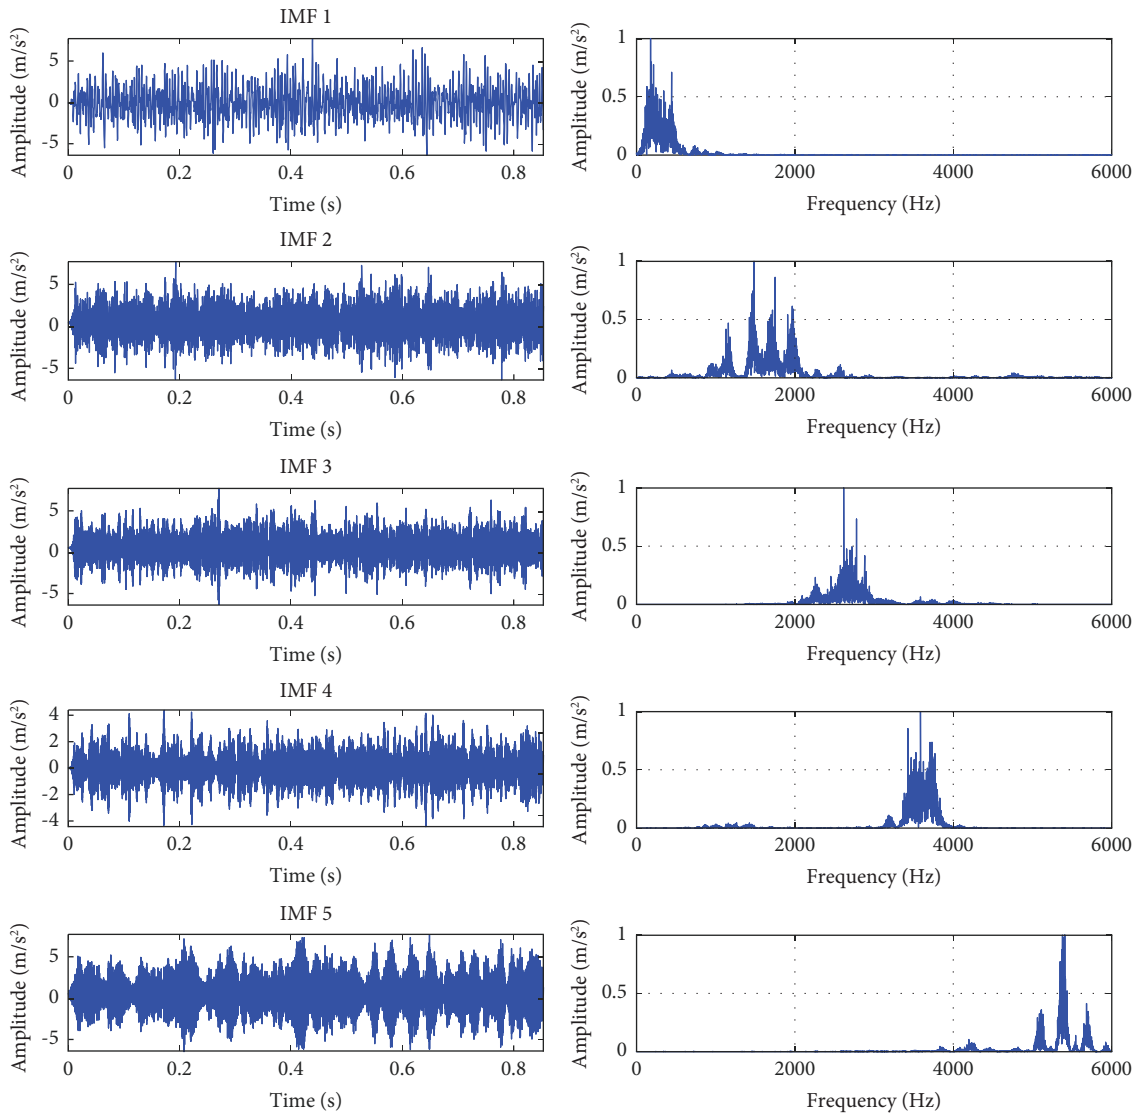 IMF 1
Amplitude (m/s²)
5
0
-5
0 0.2 0.4 0.6 0.8
Time (s)
Amplitude (m/s²)
1
0.5
0
0 2000 4000 6000
Frequency (Hz)
IMF 2
Amplitude (m/s²)
5
0
-5
0 0.2 0.4 0.6 0.8
Time (s)
Amplitude (m/s²)
1
0.5
0
0 2000 4000 6000
Frequency (Hz)
IMF 3
Amplitude (m/s²)
5
0
-5
0 0.2 0.4 0.6 0.8
Time (s)
Amplitude (m/s²)
1
0.5
0
0 2000 4000 6000
Frequency (Hz)
IMF 4
Amplitude (m/s²)
4
2
0
-2
-4
0 0.2 0.4 0.6 0.8
Time (s)
Amplitude (m/s²)
1
0.5
0
0 2000 4000 6000
Frequency (Hz)
IMF 5
Amplitude (m/s²)
5
0
-5
0 0.2 0.4 0.6 0.8
Time (s)
Amplitude (m/s²)
1
0.5
0
0 2000 4000 6000
Frequency (Hz)